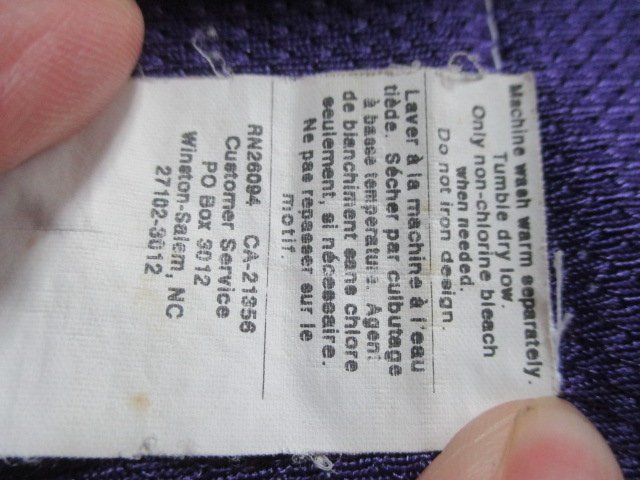 Machine wash warm separately.
Tumble dry low.
Only non-chlorine bleach
when needed.
Do not iron design.
Laver à la machine à l'eau
tiède. Sécher par culbutage
à basse température. Agent
de blanchiment sans chlore
seulement, si nécessaire.
Ne pas repasser sur le
motif.
RN26094 CA-21356
Customer Service
PO Box 3012
Winston-Salem, NC
27102-3012